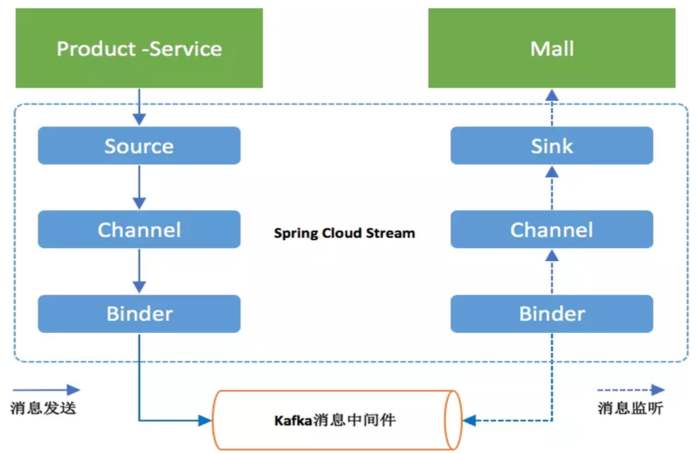 Product -Service
Mall
Source
Sink
Channel
Spring Cloud Stream
Channel
Binder
Binder
消息发送
Kafka消息中间件
消息监听